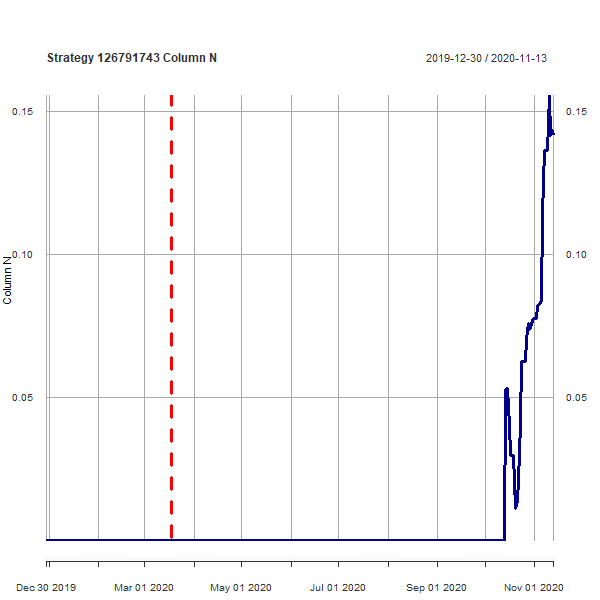 Strategy 126791743 Column N
2019-12-30 / 2020-11-13
0.15
0.15
0.10
0.10
Column N
0.05
0.05
Dec 30 2019
Mar 01 2020
May 01 2020
Jul 01 2020
Sep 01 2020
Nov 01 2020